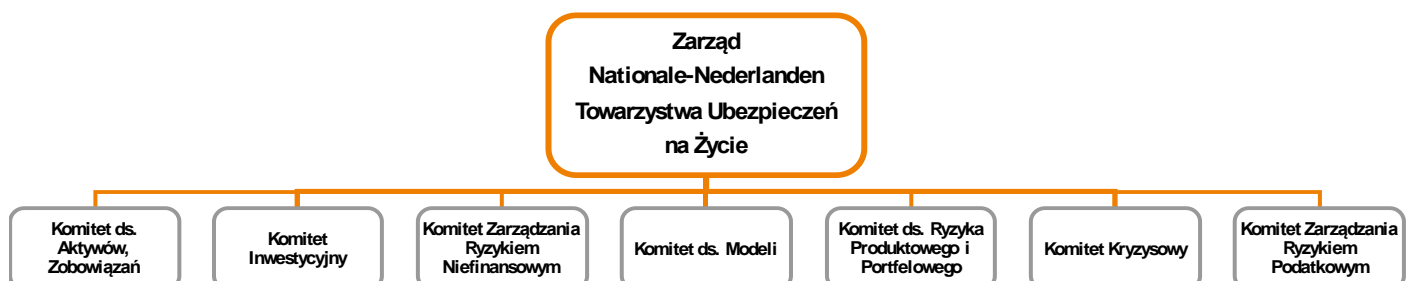 Zarząd
Nationale-Nederlanden
Towarzystwa Ubezpieczeń
na Życie
Komitet ds.
Aktywów,
Zobowiązań
Komitet
Inwestycyjny
Komitet Zarządzania
Ryzykiem
Niefinansowym
Komitet ds. Modeli
Komitet ds. Ryzyka
Produktowego i
Portfelowego
Komitet Kryzysowy
Komitet Zarządzania
Ryzykiem
Podatkowym